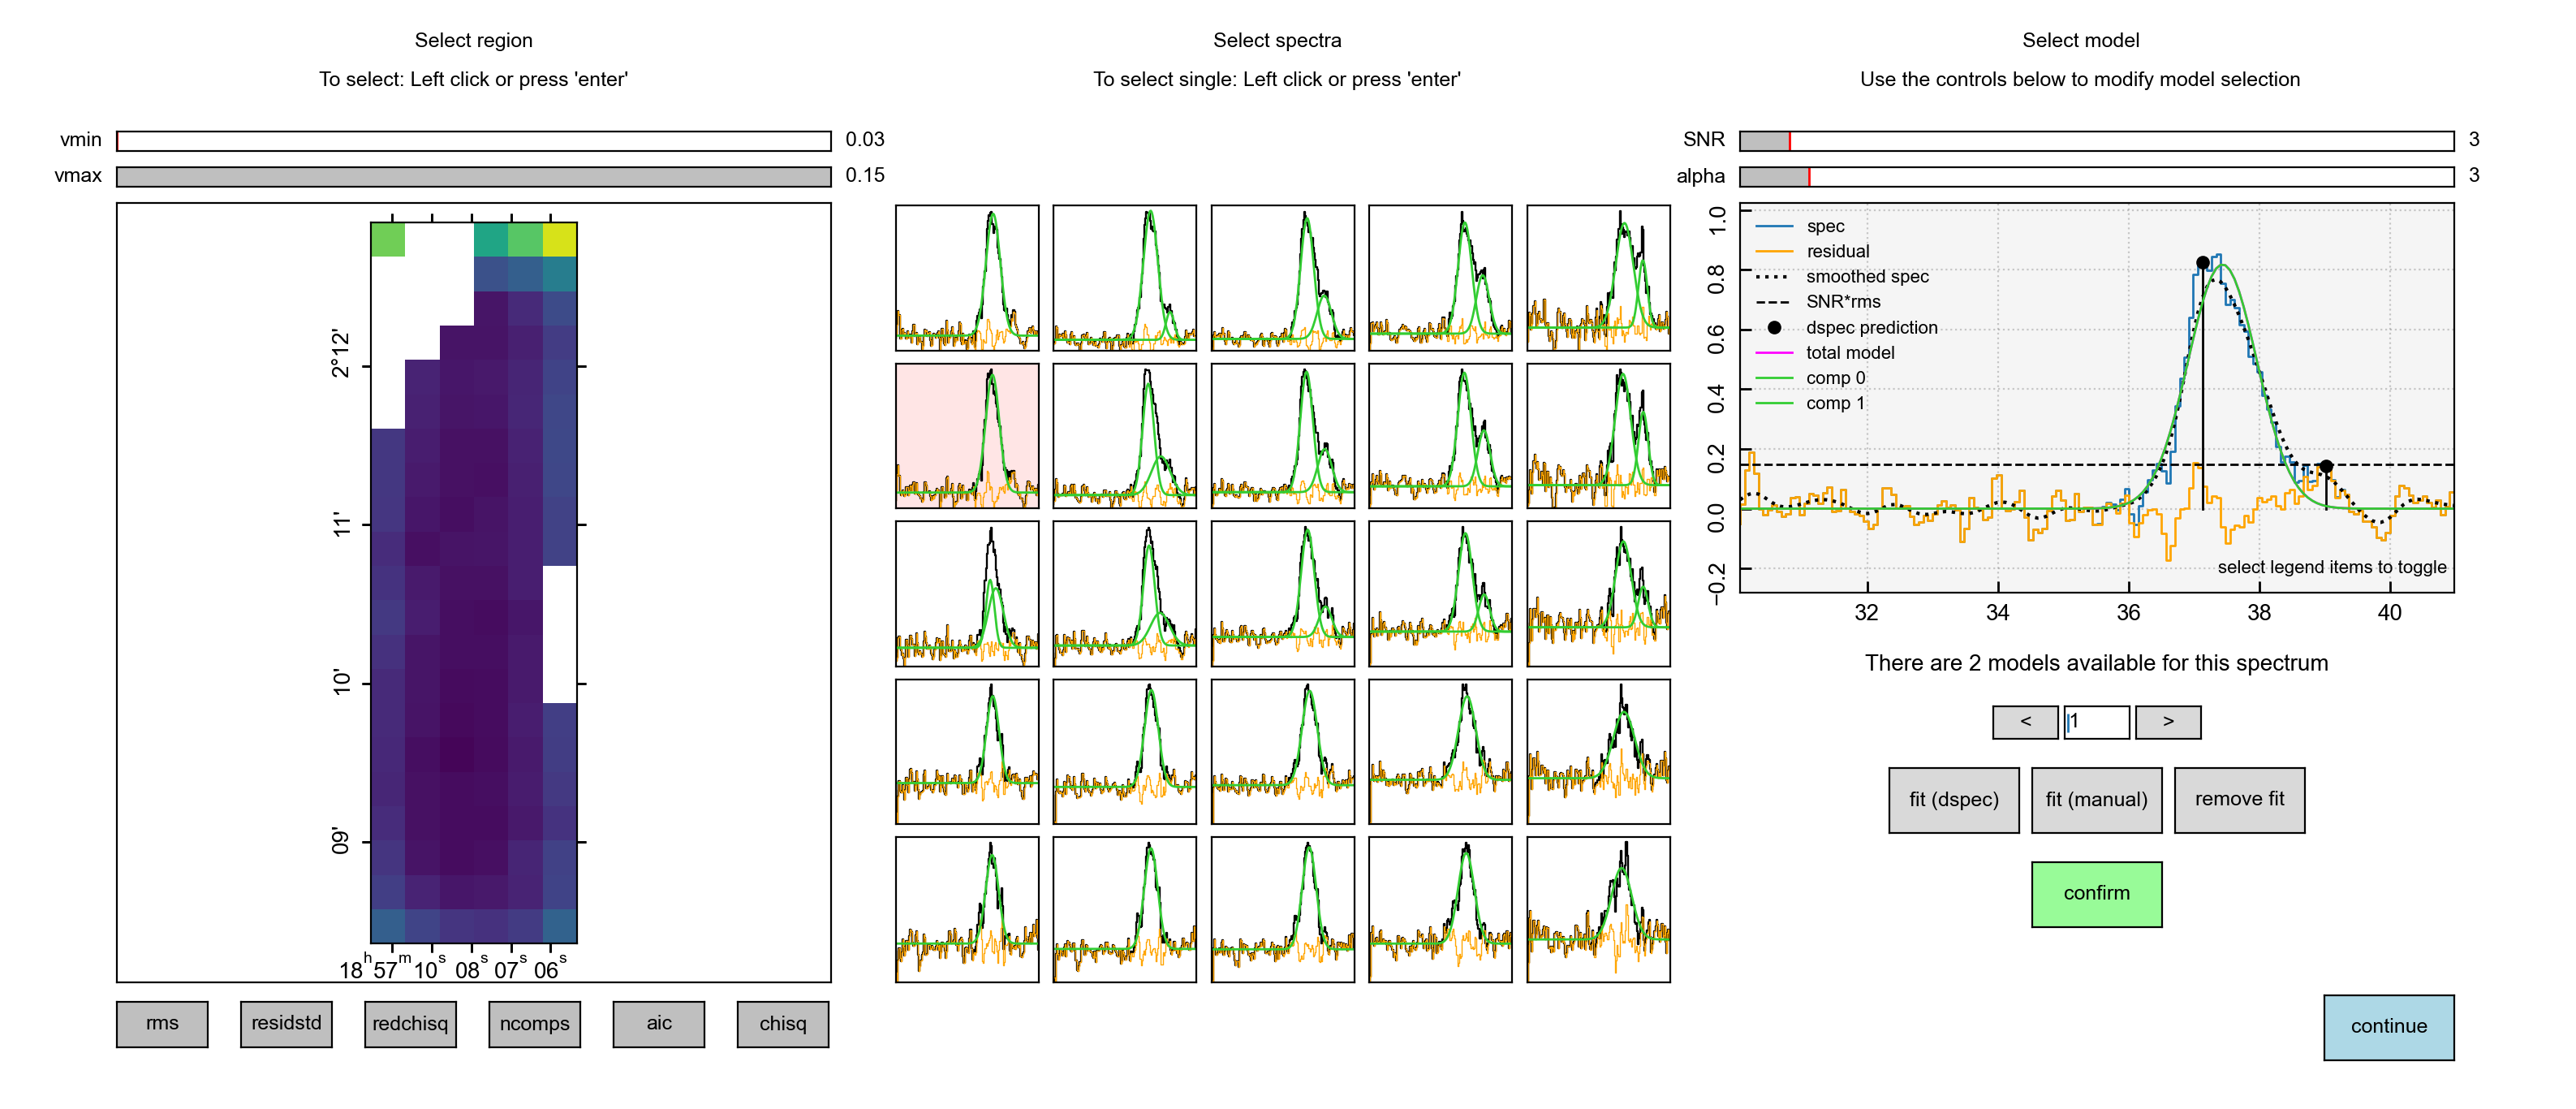 Select region
To select: Left click or press 'enter'
vmin 0.03
vmax 0.15
2°12'
11'
10'
09'
18h57m10s 08s 07s 06s
rms residstd redchisq ncomps aic chisq
Select spectra
To select single: Left click or press 'enter'
Select model
Use the controls below to modify model selection
SNR 3
alpha 3
1.0
0.8
0.6
0.4
0.2
0.0
−0.2
spec
residual
smoothed spec
SNR*rms
dspec prediction
total model
comp 0
comp 1
select legend items to toggle
32 34 36 38 40
There are 2 models available for this spectrum
< 1 >
fit (dspec) fit (manual) remove fit
confirm
continue